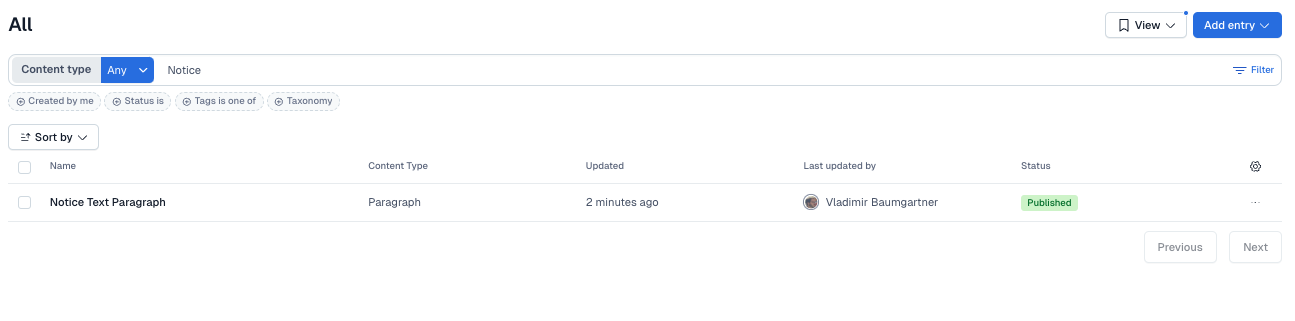 All
View
Add entry
Content type Any Notice Filter
Created by me Status is Tags is one of Taxonomy
Sort by
Name Content Type Updated Last updated by Status
Notice Text Paragraph Paragraph 2 minutes ago Vladimir Baumgartner Published ...
Previous Next